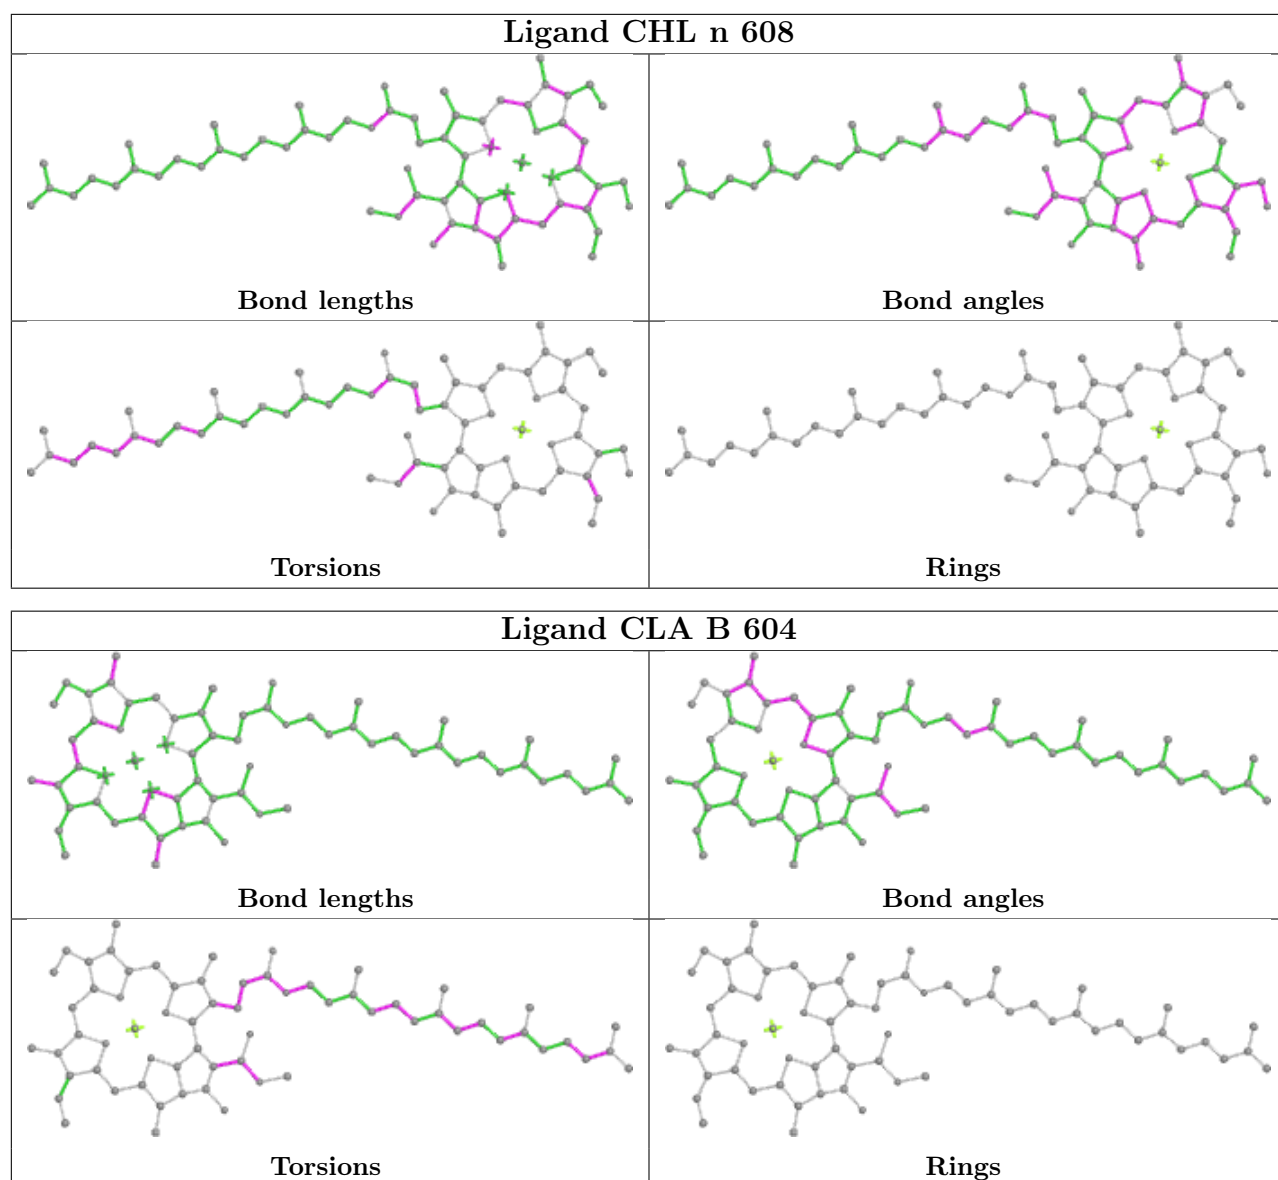 Ligand CHL n 608
Bond lengths
Bond angles
Torsions
Rings
Ligand CLA B 604
Bond lengths
Bond angles
Torsions
Rings